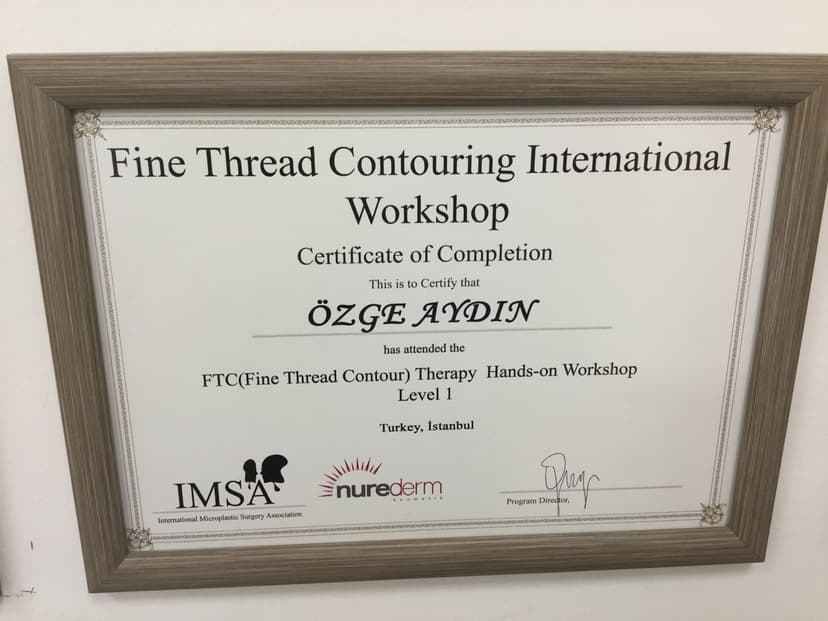 Fine Thread Contouring International
Workshop
Certificate of Completion
This is to Certify that
ÖZGE AYDIN
has attended the
FTC(Fine Thread Contour) Therapy Hands-on Workshop
Level 1
Turkey, İstanbul
IMSA
International Microplastic Surgery Association
nurederm
kozmetik
Program Director,